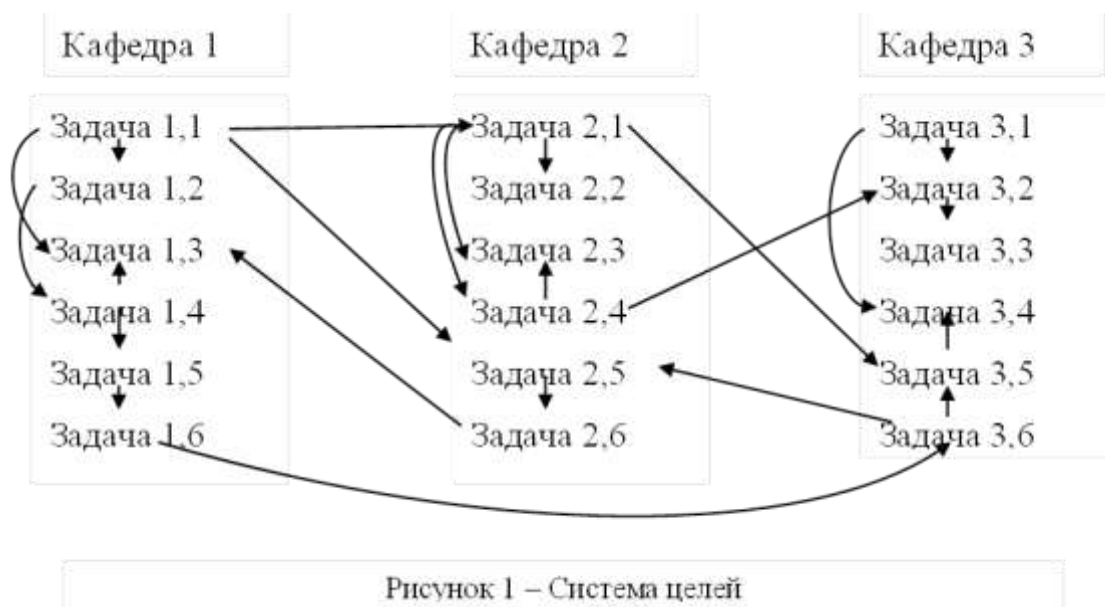 Кафедра 1
Задача 1,1
Задача 1,2
Задача 1,3
Задача 1,4
Задача 1,5
Задача 1,6
Кафедра 2
Задача 2,1
Задача 2,2
Задача 2,3
Задача 2,4
Задача 2,5
Задача 2,6
Кафедра 3
Задача 3,1
Задача 3,2
Задача 3,3
Задача 3,4
Задача 3,5
Задача 3,6
Рисунок 1 – Система целей